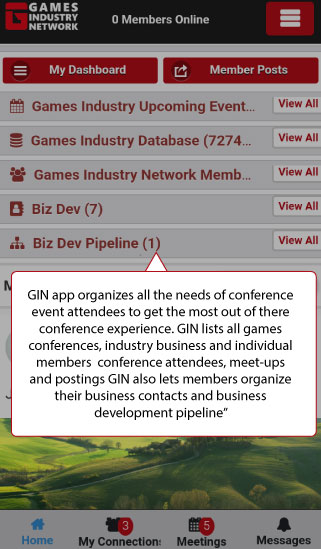 GAMES
INDUSTRY
NETWORK
0 Members Online
My Dashboard
Member Posts
Games Industry Upcoming Event...
View All
Games Industry Database (7274...
View All
Games Industry Network Memb...
View All
Biz Dev (7)
View All
Biz Dev Pipeline (1)
View All
M
GIN app organizes all the needs of conference
event attendees to get the most out of there
conference experience. GIN lists all games
conferences, industry business and individual
members conference attendees, meet-ups
and postings GIN also lets members organize
their business contacts and business
development pipeline”
J
Home
3
My Connections
5
Meetings
Messages